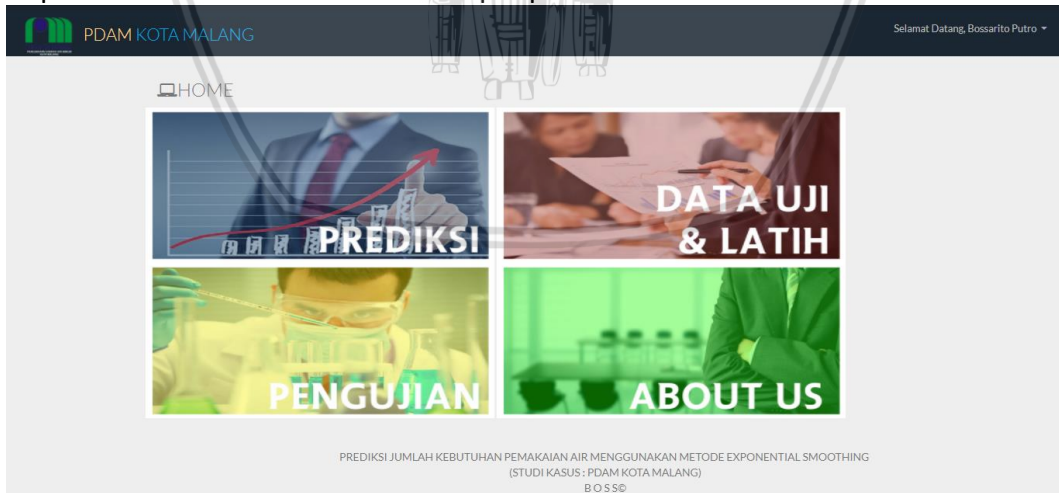 PDAM KOTA MALANG
Selamat Datang, Bossarito Putro
HOME
PREDIKSI
DATA UJI
& LATIH
PENGUJIAN
ABOUT US
PREDIKSI JUMLAH KEBUTUHAN PEMAKAIAN AIR MENGGUNAKAN METODE EXPONENTIAL SMOOTHING
(STUDI KASUS : PDAM KOTA MALANG)
B O S S©